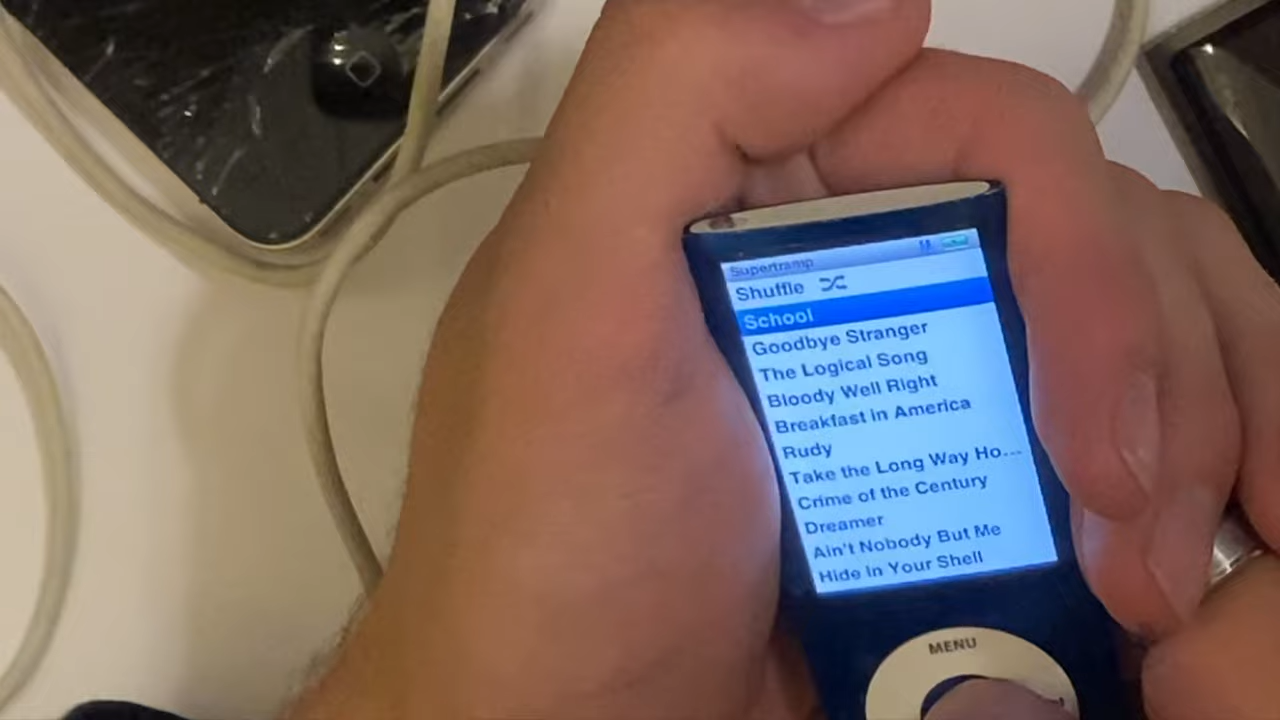 Supertramp
Shuffle
School
Goodbye Stranger
The Logical Song
Bloody Well Right
Breakfast in America
Rudy
Take the Long Way Ho...
Crime of the Century
Dreamer
Ain't Nobody But Me
Hide In Your Shell
MENU